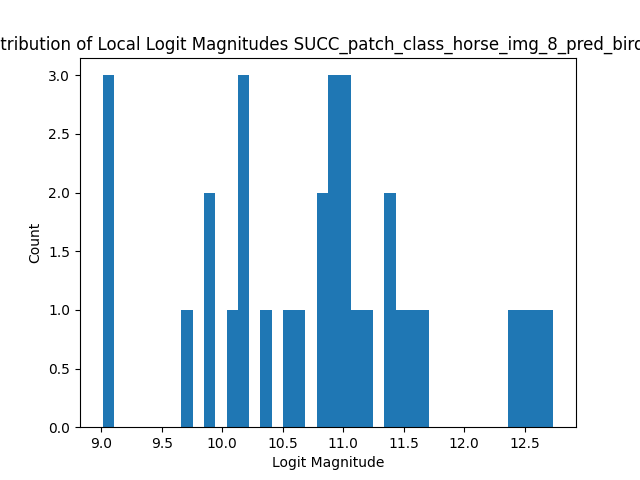 tribution of Local Logit Magnitudes SUCC_patch_class_horse_img_8_pred_bird
3.0
2.5
2.0
1.5
1.0
0.5
0.0
Count
9.0 9.5 10.0 10.5 11.0 11.5 12.0 12.5
Logit Magnitude